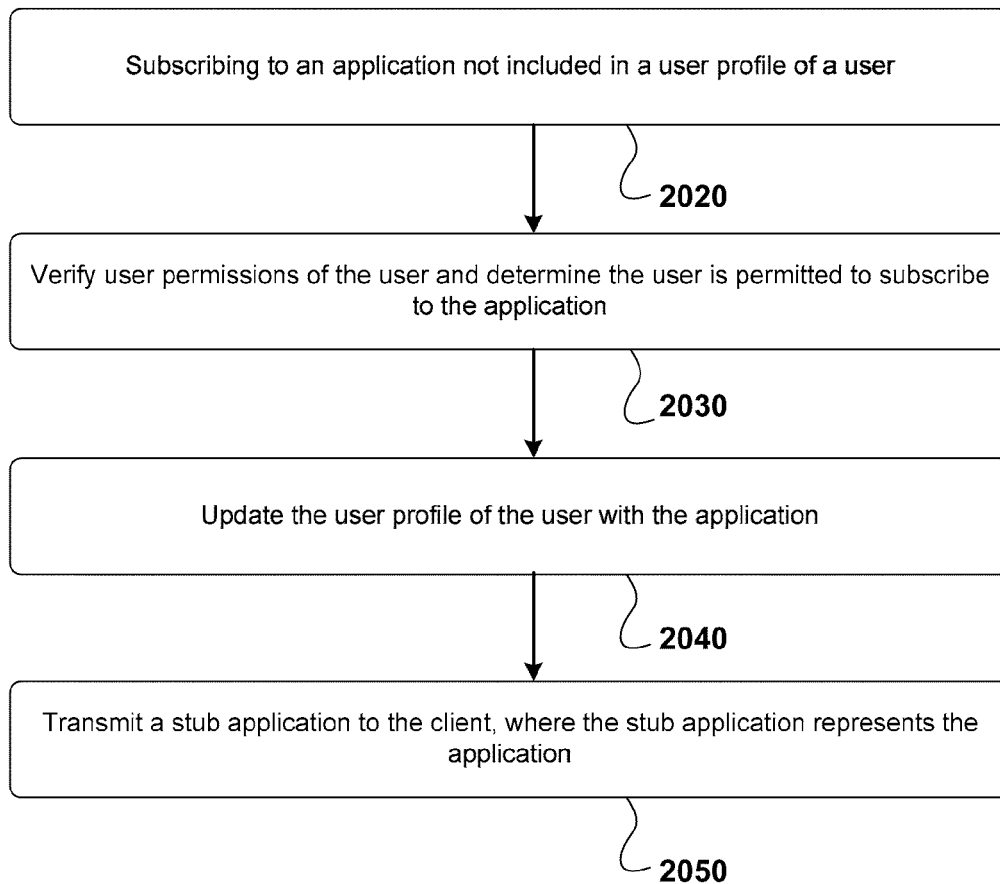 Subscribing to an application not included in a user profile of a user
2020
Verify user permissions of the user and determine the user is permitted to subscribe
to the application
2030
Update the user profile of the user with the application
2040
Transmit a stub application to the client, where the stub application represents the
application
2050